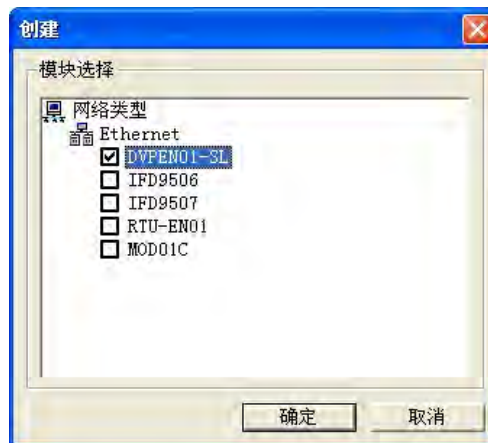 创建
模块选择
网络类型
Ethernet
DVPEN01-SL
IFD9506
IFD9507
RTU-EN01
MOD01C
确定 取消